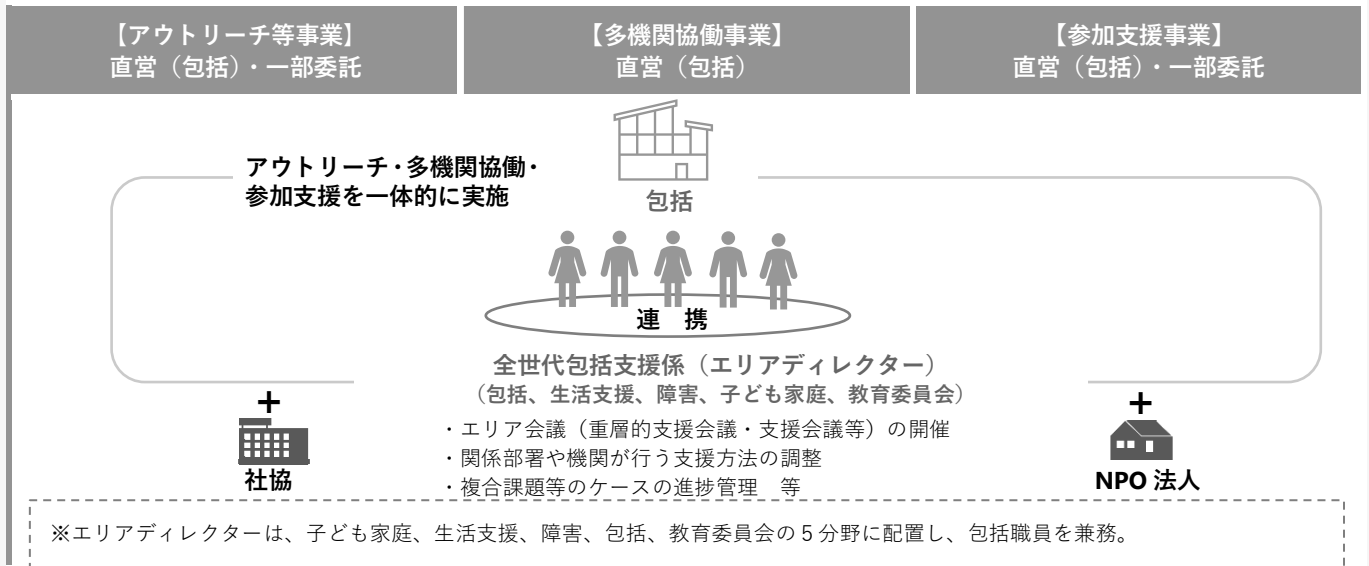 【アウトリーチ等事業】
直営（包括）・一部委託
【多機関協働事業】
直営（包括）
【参加支援事業】
直営（包括）・一部委託
アウトリーチ・多機関協働・
参加支援を一体的に実施
包括
連　携
全世代包括支援係（エリアディレクター）
（包括、生活支援、障害、子ども家庭、教育委員会）
・エリア会議（重層的支援会議・支援会議等）の開催
・関係部署や機関が行う支援方法の調整
・複合課題等のケースの進捗管理　等
+
社協
+
NPO 法人
※エリアディレクターは、子ども家庭、生活支援、障害、包括、教育委員会の５分野に配置し、包括職員を兼務。